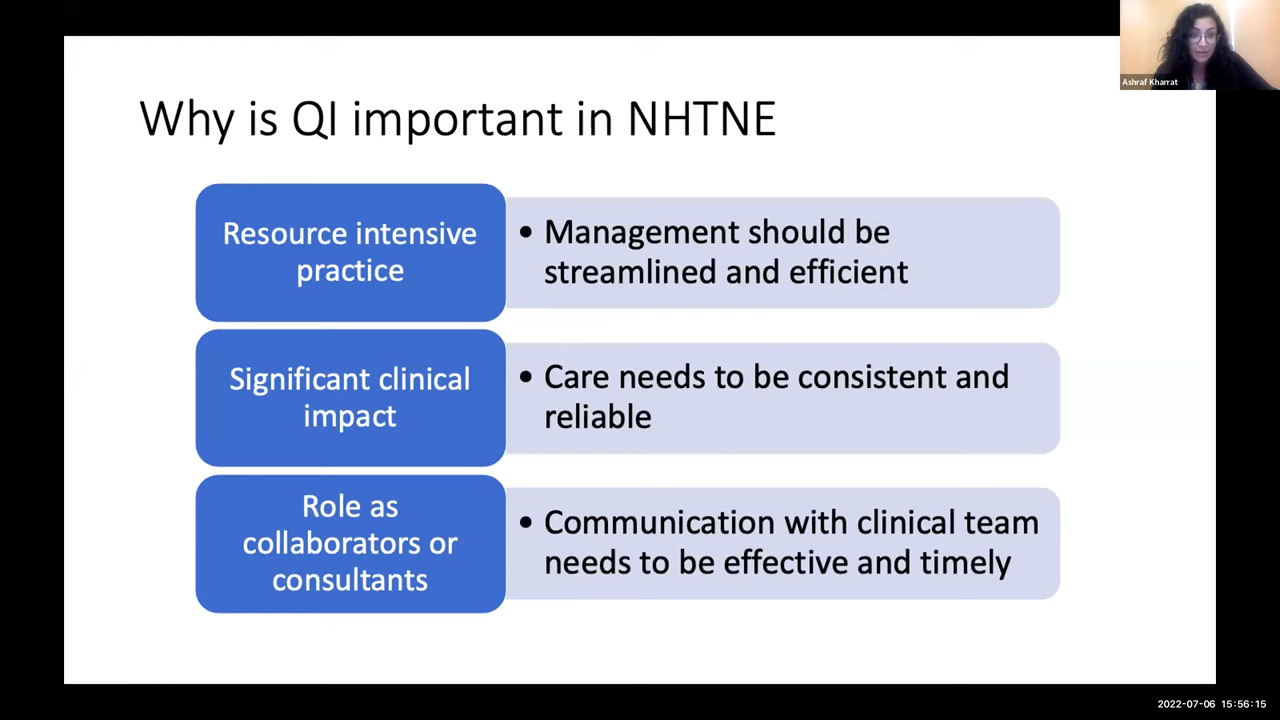 Ashraf Kharrat
Why is QI important in NHTNE
Resource intensive
practice
• Management should be
streamlined and efficient
Significant clinical
impact
• Care needs to be consistent and
reliable
Role as
collaborators or
consultants
• Communication with clinical team
needs to be effective and timely
2022-07-06 15:56:15